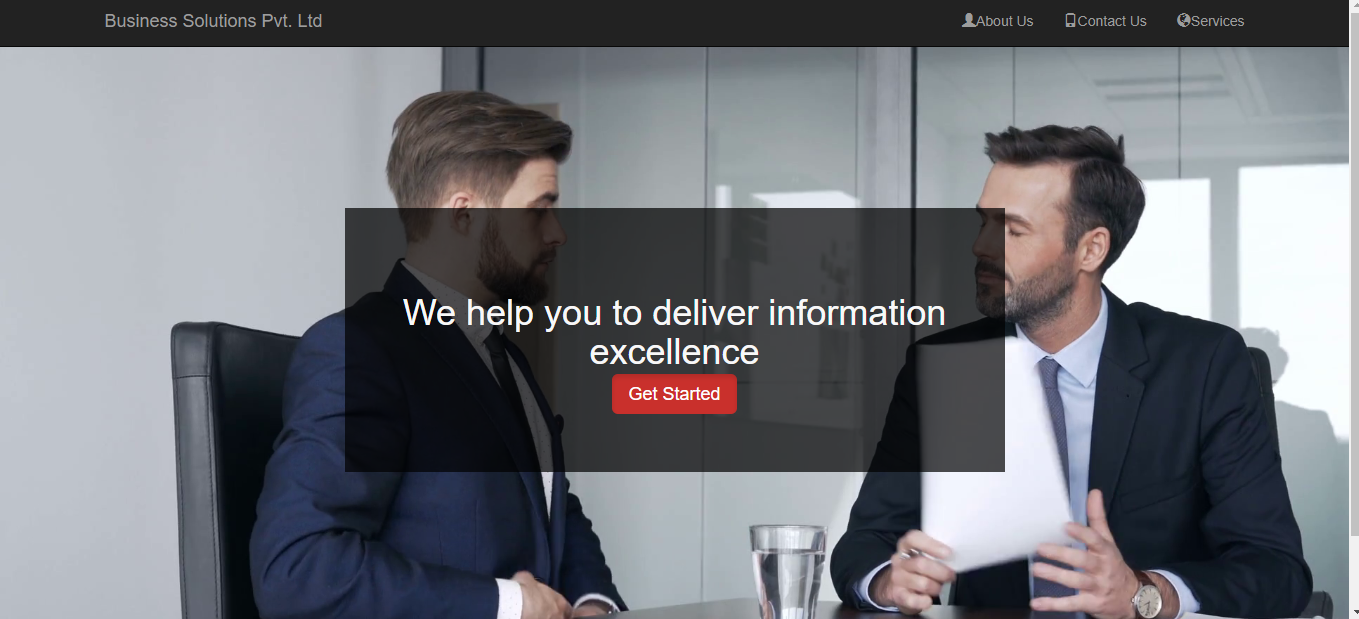 Business Solutions Pvt. Ltd
About Us
Contact Us
Services
We help you to deliver information
excellence
Get Started